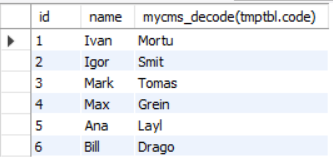 id name mycms_decode(tmptbl.code)
1 Ivan Mortu
2 Igor Smit
3 Mark Tomas
4 Max Grein
5 Ana Layl
6 Bill Drago